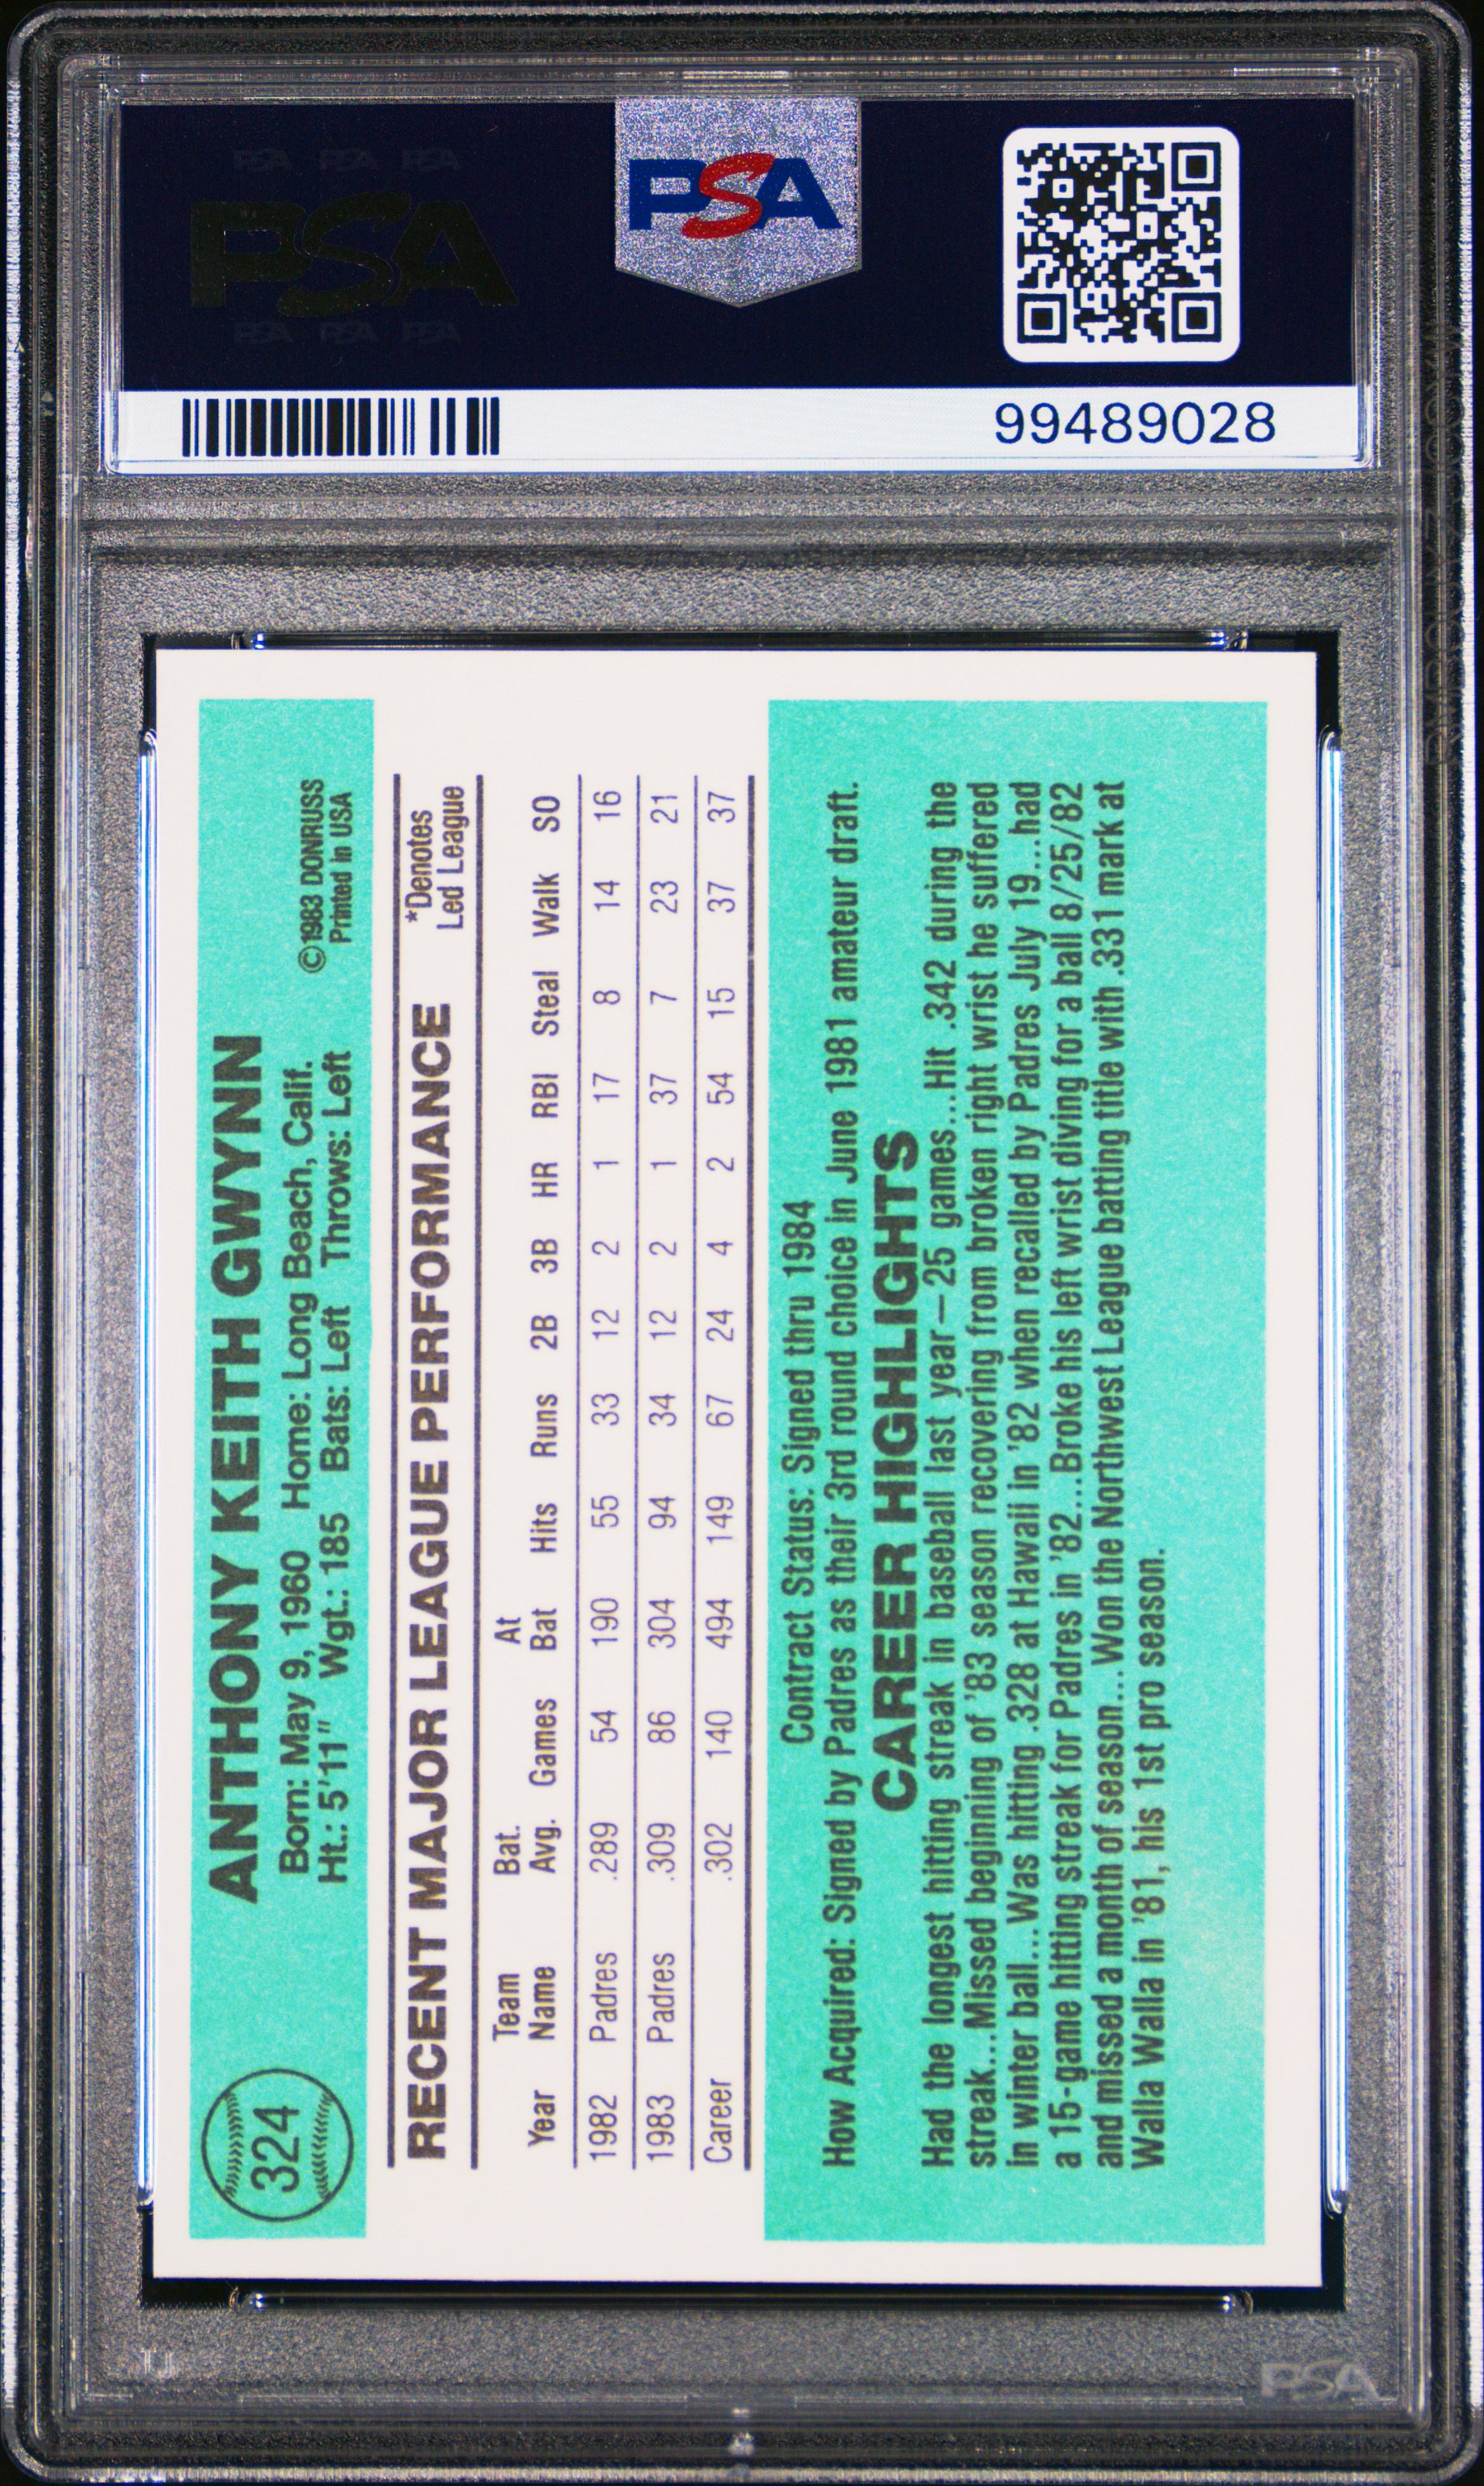 PSA PSA PSA
PSA
PSA PSA PSA
PSA
99489028
324
ANTHONY KEITH GWYNN
Born: May 9, 1960 Home: Long Beach, Calif. ©1983 DONRUSS
Ht.: 5'11" Wgt.: 185 Bats: Left Throws: Left Printed in USA
RECENT MAJOR LEAGUE PERFORMANCE *Denotes Led League
Team Bat. At
Year Name Avg. Games Bat Hits Runs 2B 3B HR RBI Steal Walk SO
1982 Padres .289 54 190 55 33 12 2 1 17 8 14 16
1983 Padres .309 86 304 94 34 12 2 1 37 7 23 21
Career .302 140 494 149 67 24 4 2 54 15 37 37
Contract Status: Signed thru 1984
How Acquired: Signed by Padres as their 3rd round choice in June 1981 amateur draft.
CAREER HIGHLIGHTS
Had the longest hitting streak in baseball last year—25 games...Hit .342 during the
streak...Missed beginning of '83 season recovering from broken right wrist he suffered
in winter ball...Was hitting .328 at Hawaii in '82 when recalled by Padres July 19...had
a 15-game hitting streak for Padres in '82...Broke his left wrist diving for a ball 8/25/82
and missed a month of season...Won the Northwest League batting title with .331 mark at
Walla Walla in '81, his 1st pro season.
PSA